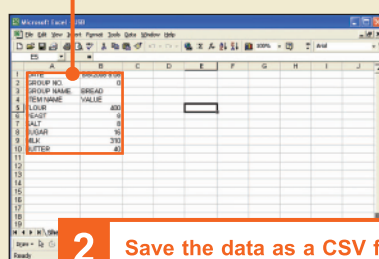 Microsoft Excel
File Edit View Insert Format Tools Data Window Help
100%
Arial
E5
A B C D E F G H I J
1 DATE
2 GROUP NO. 0
3 GROUP NAME BREAD
4 ITEM NAME VALUE
5 FLOUR 400
6 YEAST
7 SALT 8
8 SUGAR 16
9 MILK 310
10 BUTTER 40
11
12
13
14
15
16
17
18
19
Draw
Ready
2 Save the data as a CSV f